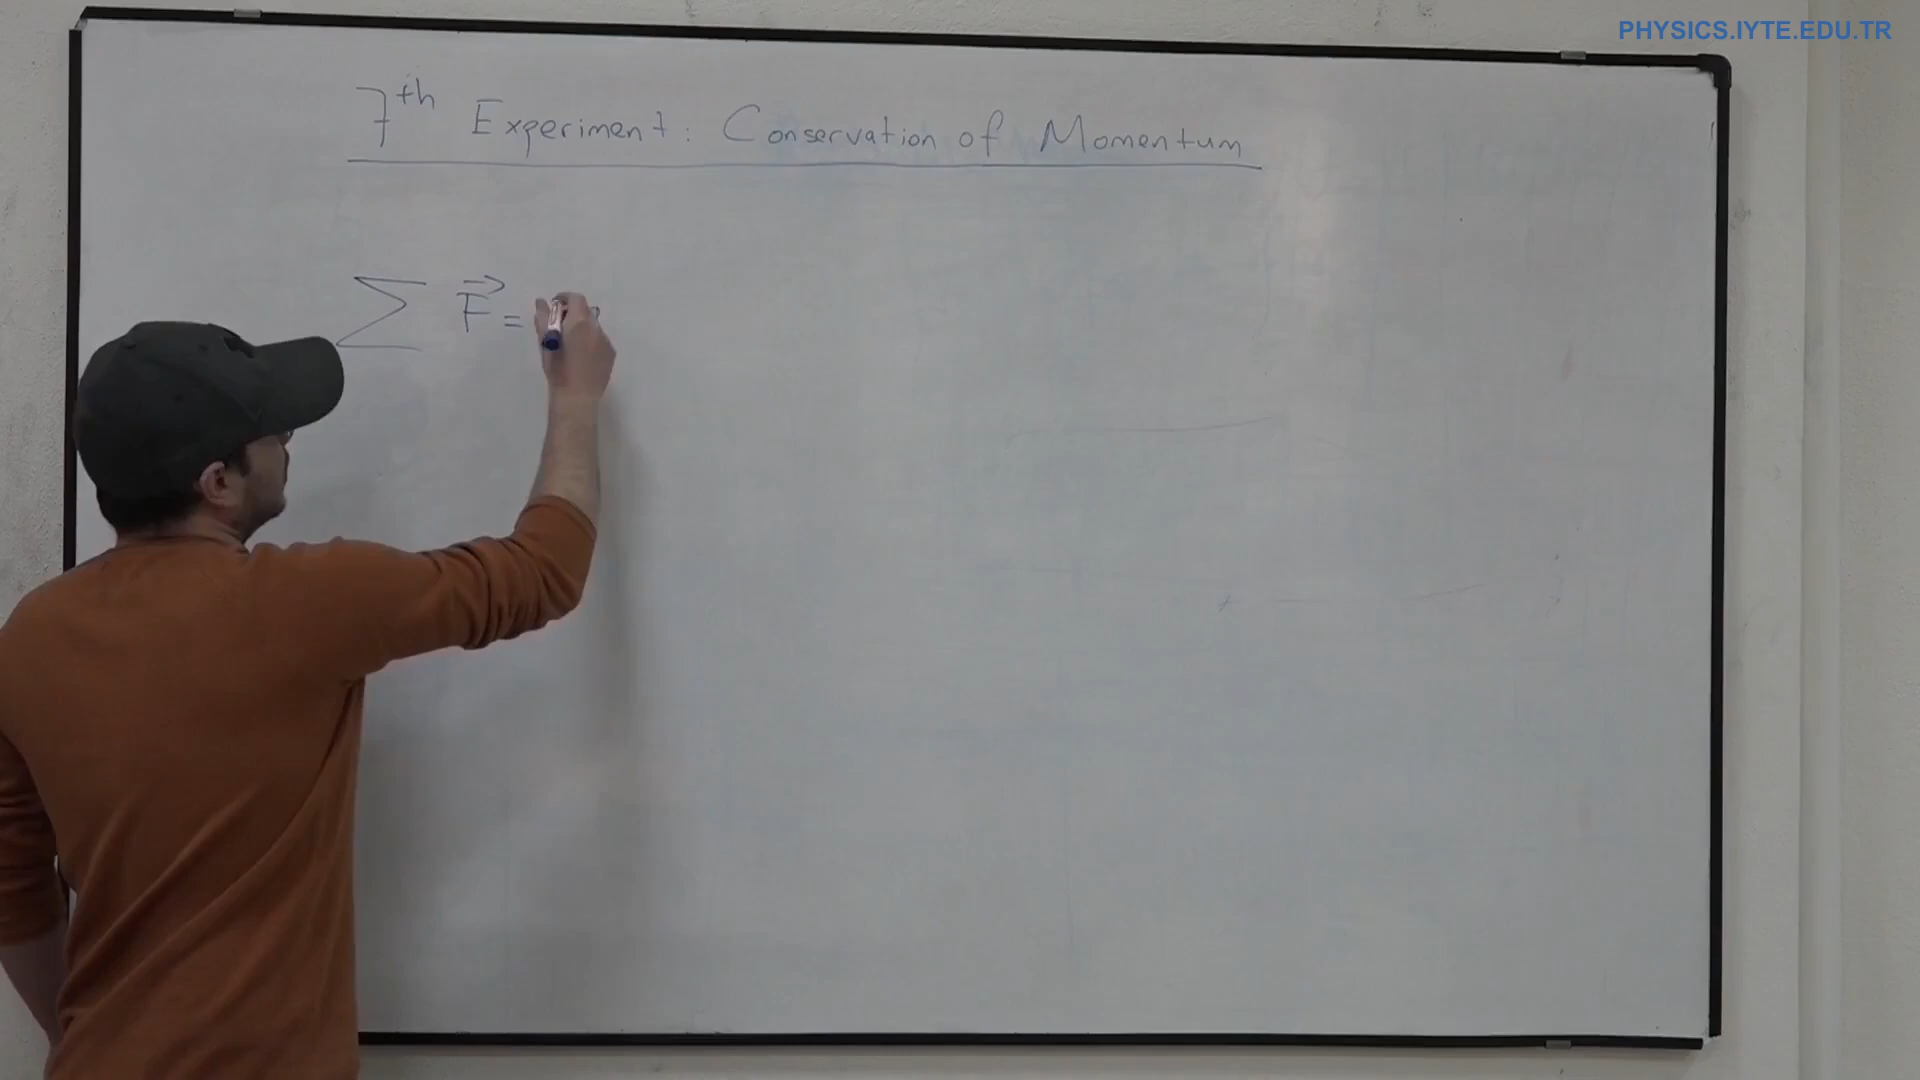 PHYSICS.IYTE.EDU.TR
7th Experiment: Conservation of Momentum
∑ F⃗ =